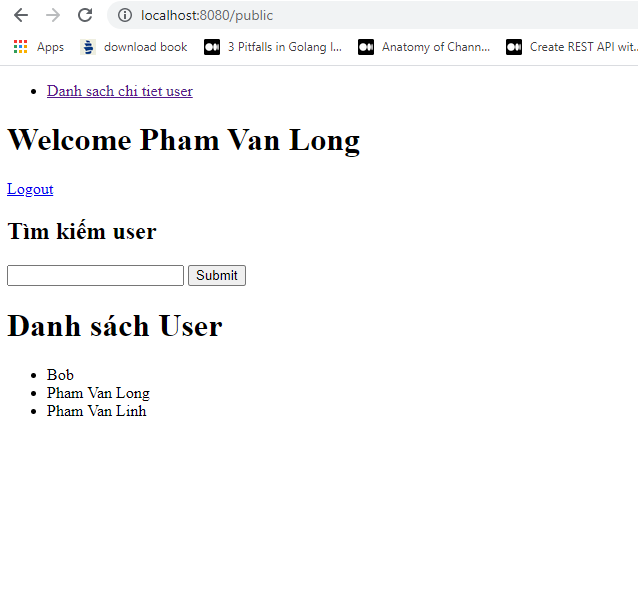 localhost:8080/public
Apps download book 3 Pitfalls in Golang I... Anatomy of Chann... Create REST API wit...
Danh sach chi tiet user
Welcome Pham Van Long
Logout
Tìm kiếm user
Submit
Danh sách User
Bob
Pham Van Long
Pham Van Linh